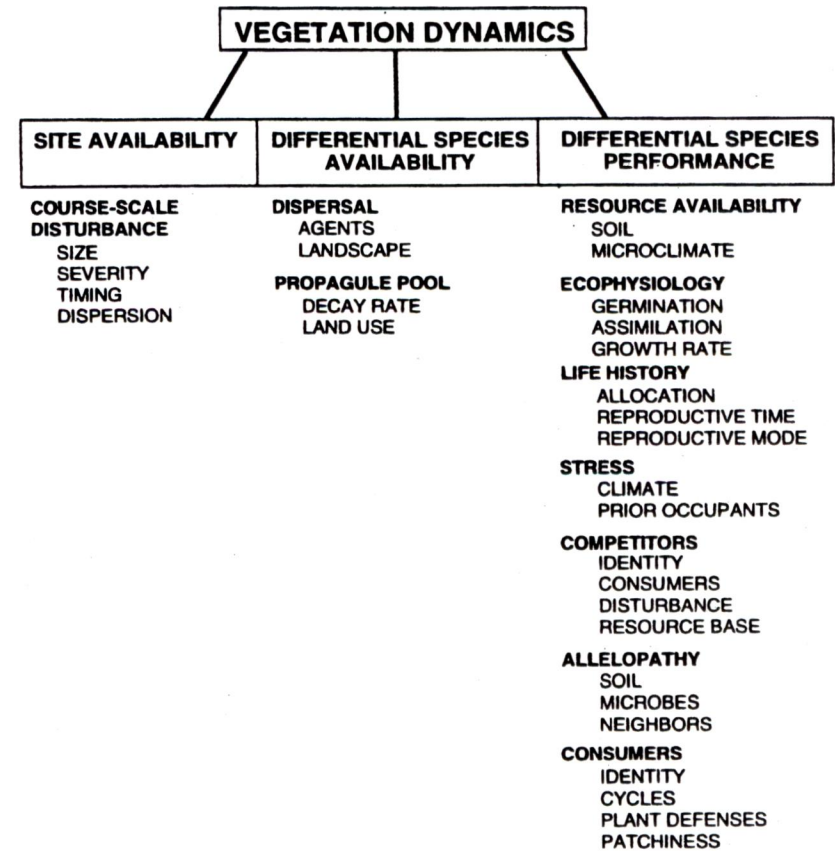 VEGETATION DYNAMICS
SITE AVAILABILITY
DIFFERENTIAL SPECIES
AVAILABILITY
DIFFERENTIAL SPECIES
PERFORMANCE
COURSE-SCALE
DISTURBANCE
SIZE
SEVERITY
TIMING
DISPERSION
DISPERSAL
AGENTS
LANDSCAPE
PROPAGULE POOL
DECAY RATE
LAND USE
RESOURCE AVAILABILITY
SOIL
MICROCLIMATE
ECOPHYSIOLOGY
GERMINATION
ASSIMILATION
GROWTH RATE
LIFE HISTORY
ALLOCATION
REPRODUCTIVE TIME
REPRODUCTIVE MODE
STRESS
CLIMATE
PRIOR OCCUPANTS
COMPETITORS
IDENTITY
CONSUMERS
DISTURBANCE
RESOURCE BASE
ALLELOPATHY
SOIL
MICROBES
NEIGHBORS
CONSUMERS
IDENTITY
CYCLES
PLANT DEFENSES
PATCHINESS